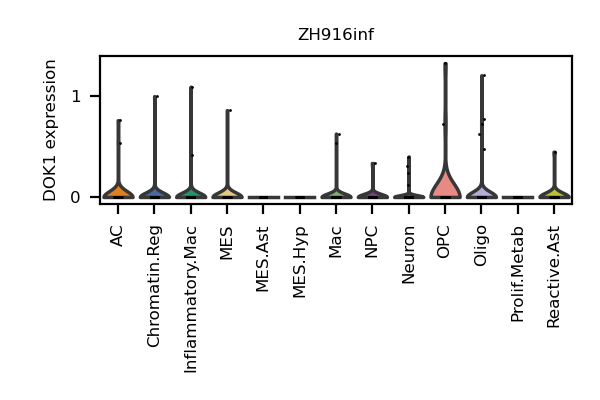 ZH916inf
DOK1 expression
1
0
AC
Chromatin.Reg
Inflammatory.Mac
MES
MES.Ast
MES.Hyp
Mac
NPC
Neuron
OPC
Oligo
Prolif.Metab
Reactive.Ast